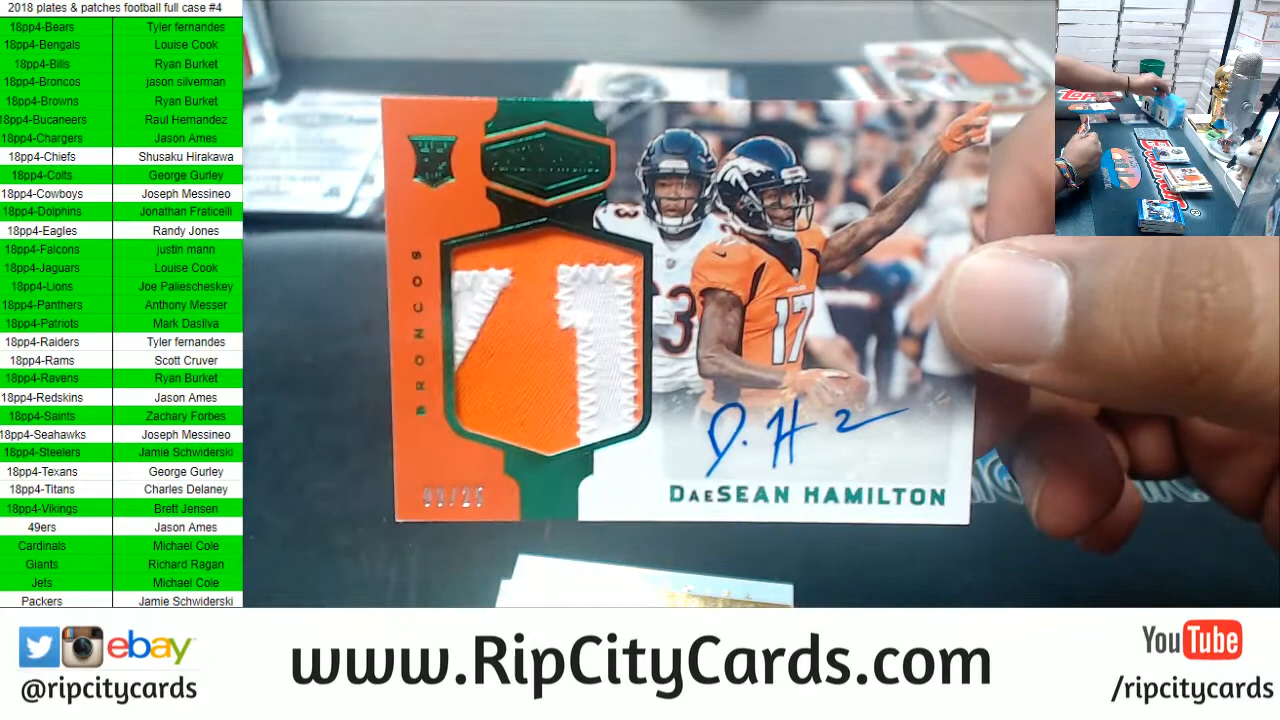 2018 plates & patches football full case #4
18pp4-Bears Tyler fernandes
18pp4-Bengals Louise Cook
18pp4-Bills Ryan Burket
18pp4-Broncos jason silverman
18pp4-Browns Ryan Burket
18pp4-Bucaneers Raul Hernandez
18pp4-Chargers Jason Ames
18pp4-Chiefs Shusaku Hirakawa
18pp4-Colts George Gurley
18pp4-Cowboys Joseph Messineo
18pp4-Dolphins Jonathan Fraticelli
18pp4-Eagles Randy Jones
18pp4-Falcons justin mann
18pp4-Jaguars Louise Cook
18pp4-Lions Joe Paliescheskey
18pp4-Panthers Anthony Messer
18pp4-Patriots Mark Dasilva
18pp4-Raiders Tyler fernandes
18pp4-Rams Scott Cruver
18pp4-Ravens Ryan Burket
18pp4-Redskins Jason Ames
18pp4-Saints Zachary Forbes
18pp4-Seahawks Joseph Messineo
18pp4-Steelers Jamie Schwiderski
18pp4-Texans George Gurley
18pp4-Titans Charles Delaney
18pp4-Vikings Brett Jensen
49ers Jason Ames
Cardinals Michael Cole
Giants Richard Ragan
Jets Michael Cole
Packers Jamie Schwiderski
BRONCOS
17
D. H 2
DAESEAN HAMILTON
ebay
@ripcitycards
www.RipCityCards.com
YouTube
/ripcitycards